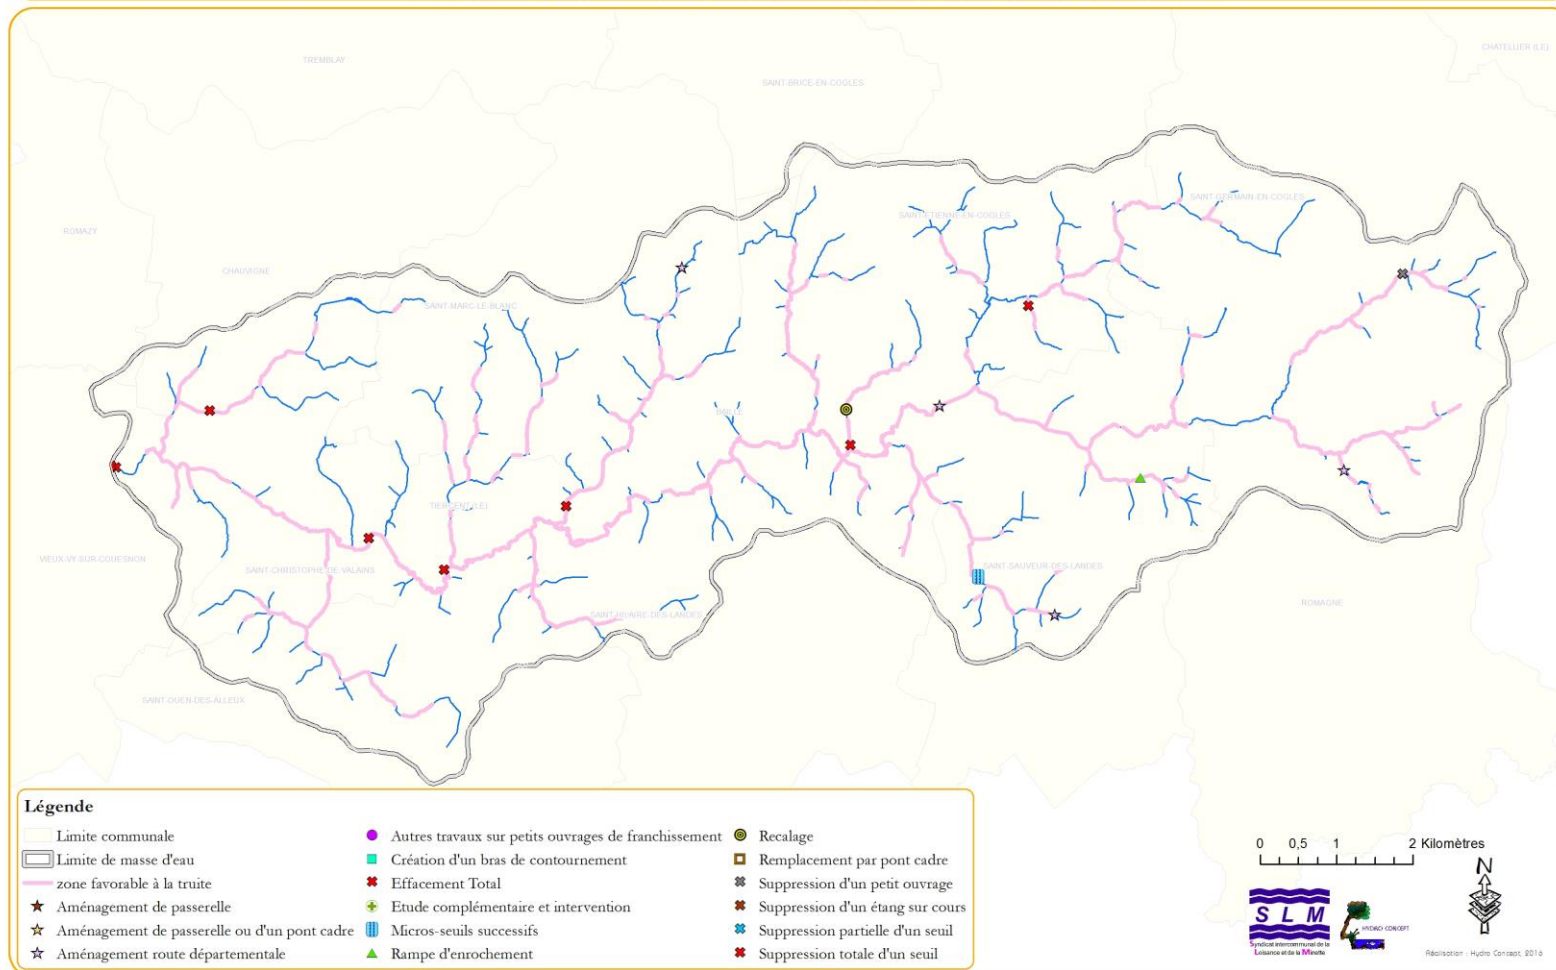 TREMBLAY
CHATELLIER (LE)
SAINT-BRICE-EN-COGLES
SAINT-GERMAIN-EN-COGLES
SAINT-ETIENNE-EN-COGLES
ROMAZY
CHAUVIGNE
SAINT-MARC-LE-BLANC
BAILLE
TIERCENT (LE)
VIEUX-VY-SUR-COUESNON
SAINT-CHRISTOPHE-DE-VALAINS
SAINT-SAUVEUR-DES-LANDES
ROMAGNE
SAINT-HILAIRE-DES-LANDES
SAINT-OUEN-DES-ALLEUX
Légende
Limite communale
Limite de masse d'eau
zone favorable à la truite
Aménagement de passerelle
Aménagement de passerelle ou d'un pont cadre
Aménagement route départementale
Autres travaux sur petits ouvrages de franchissement
Création d'un bras de contournement
Effacement Total
Etude complémentaire et intervention
Micros-seuils successifs
Rampe d'enrochement
Recalage
Remplacement par pont cadre
Suppression d'un petit ouvrage
Suppression d'un étang sur cours
Suppression partielle d'un seuil
Suppression totale d'un seuil
0 0,5 1 2 Kilomètres
N
SLM
Syndicat intercommunal de la
Loisance et de la Minette
HYDRO CONCEPT
Réalisation : Hydro Concept, 2016